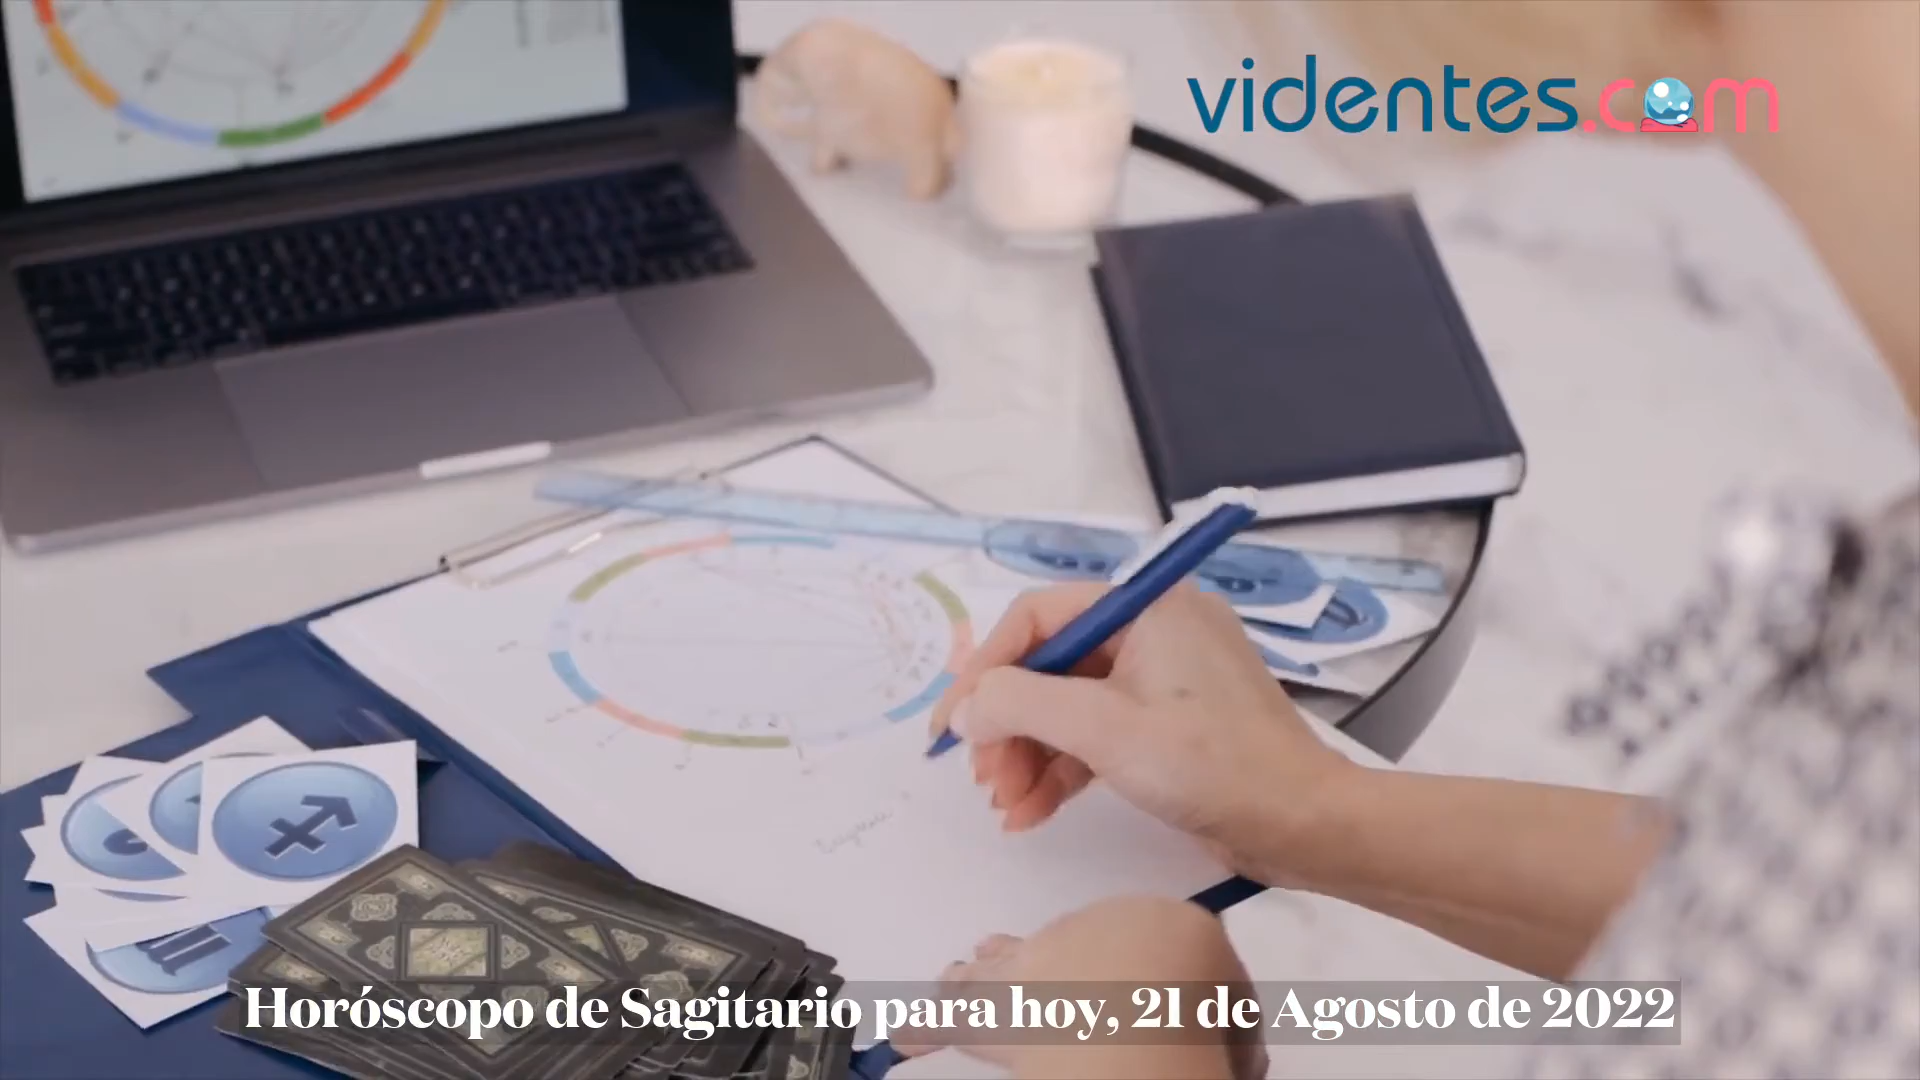 videntes.com
Horóscopo de Sagitario para hoy, 21 de Agosto de 2022